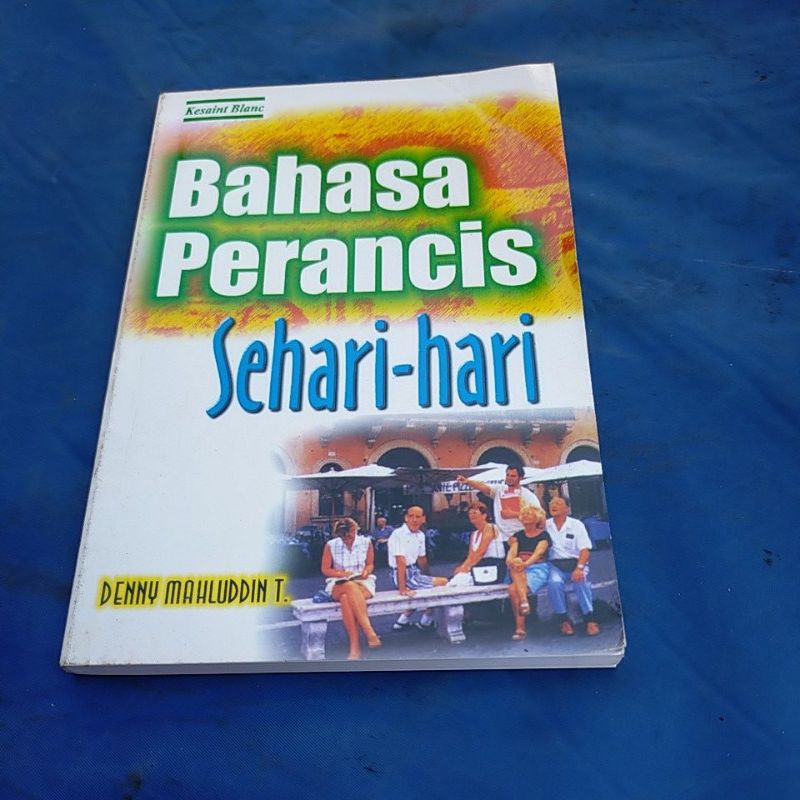 Kesaint Blanc
Bahasa
Perancis
Sehari-hari
DENNY MAHLUDDIN T.